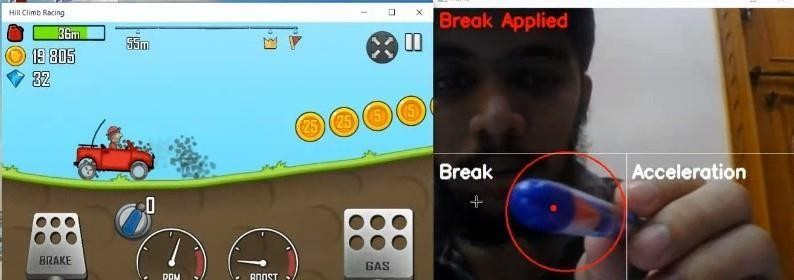 Hill Climb Racing
36m
55m
19 805
32
25
25
5
5
0
BRAKE
RPM
BOOST
GAS
Break Applied
Break
Acceleration